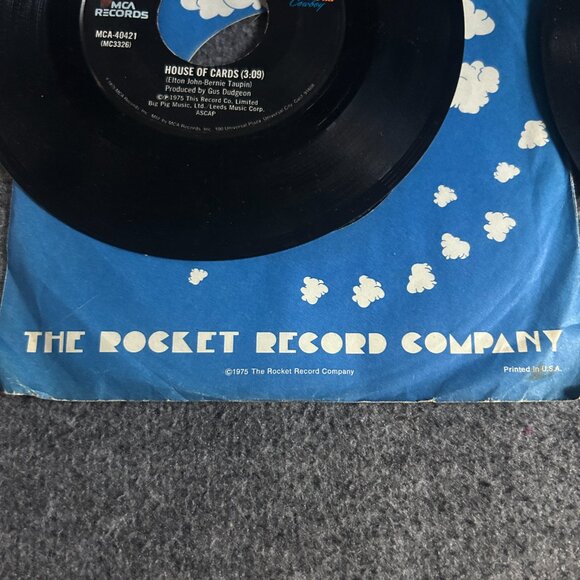 MCA RECORDS
Cowboy
MCA-40421
(MC3326)
HOUSE OF CARDS (3:09)
(Elton John-Bernie Taupin)
Produced by Gus Dudgeon
©℗1975 This Record Co. Limited
Big Pig Music, Ltd./Leeds Music Corp.
ASCAP
THE ROCKET RECORD COMPANY
©1975 The Rocket Record Company
Printed In U.S.A.